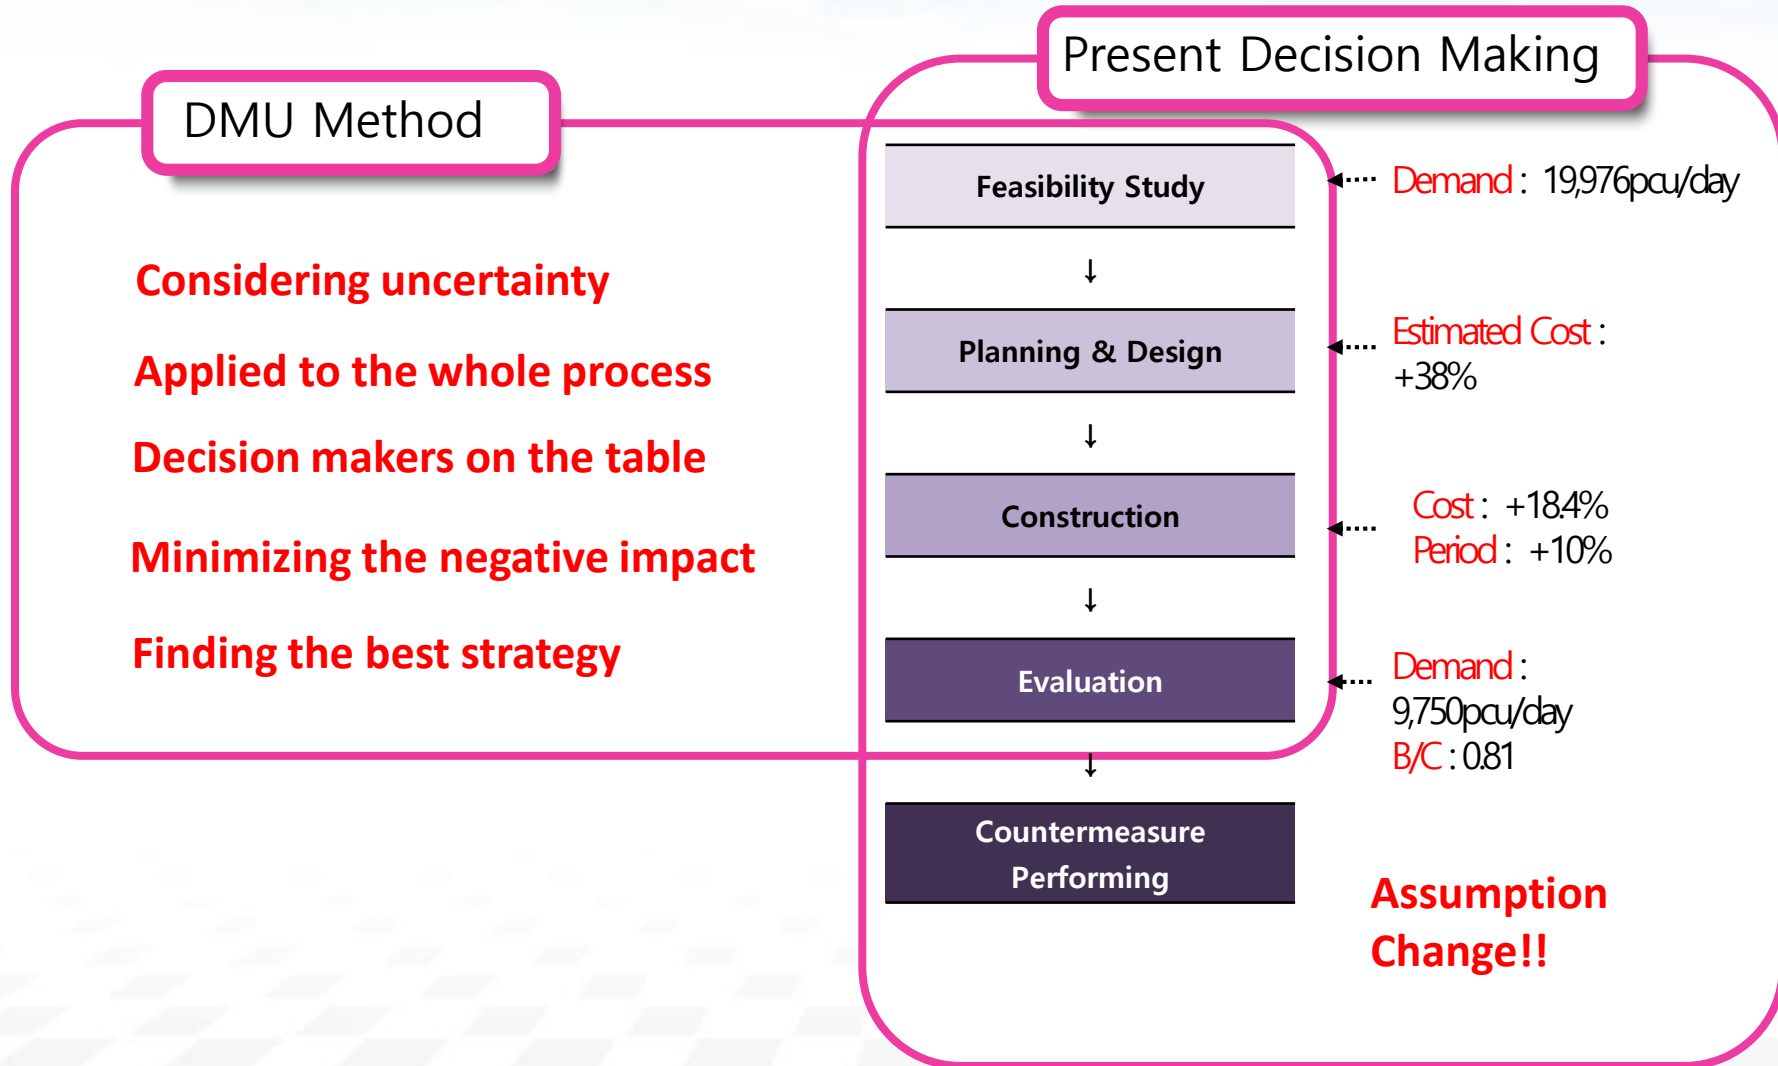 DMU Method
Considering uncertainty
Applied to the whole process
Decision makers on the table
Minimizing the negative impact
Finding the best strategy
Present Decision Making
Feasibility Study
↓
Planning & Design
↓
Construction
↓
Evaluation
↓
Countermeasure
Performing
Demand : 19,976pcu/day
Estimated Cost :
+38%
Cost : +18.4%
Period : +10%
Demand :
9,750pcu/day
B/C : 0.81
Assumption
Change!!